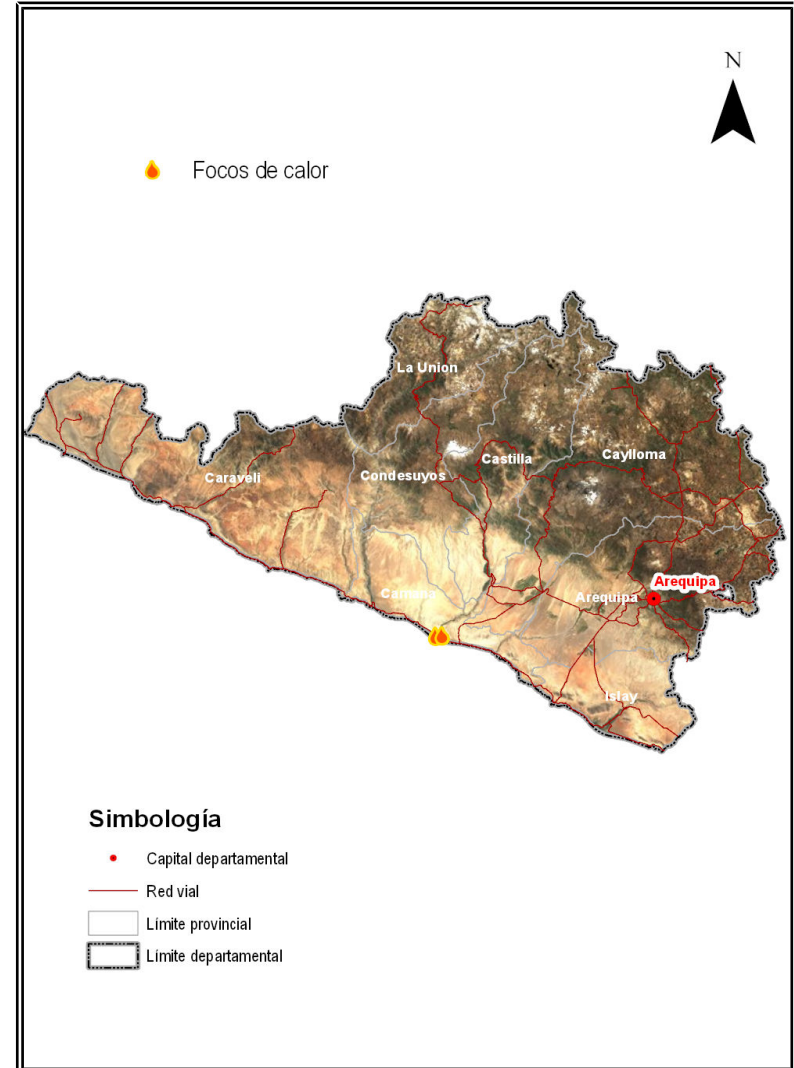 N
Focos de calor
La Union
Caraveli
Condesuyos
Castilla
Caylloma
Arequipa
Camana
Arequipa
Islay
Simbología
Capital departamental
Red vial
Límite provincial
Límite departamental